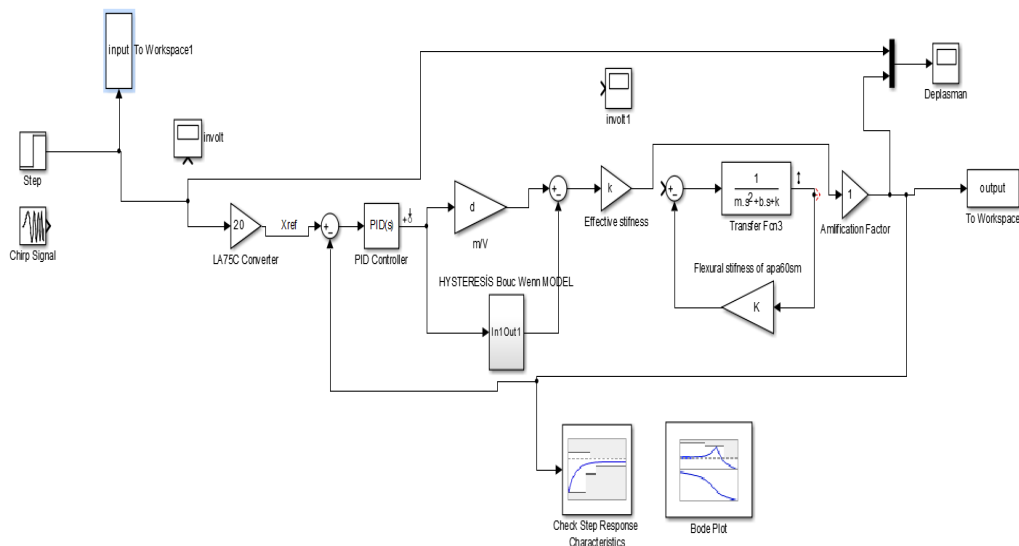 input
To Workspace1
Step
involt
Chirp Signal
20
LA75C Converter
Xref
+
-
PID(s)
PID Controller
d
m/V
HYSTERESİS Bouc Wenn MODEL
In1 Out1
+
-
k
Effective stifness
involt1
+
-
1
m.s²+b.s+k
Transfer Fcn3
Flexural stifness of apa60sm
K
1
Amlification Factor
Deplasman
output
To Workspace
Check Step Response
Characteristics
Bode Plot